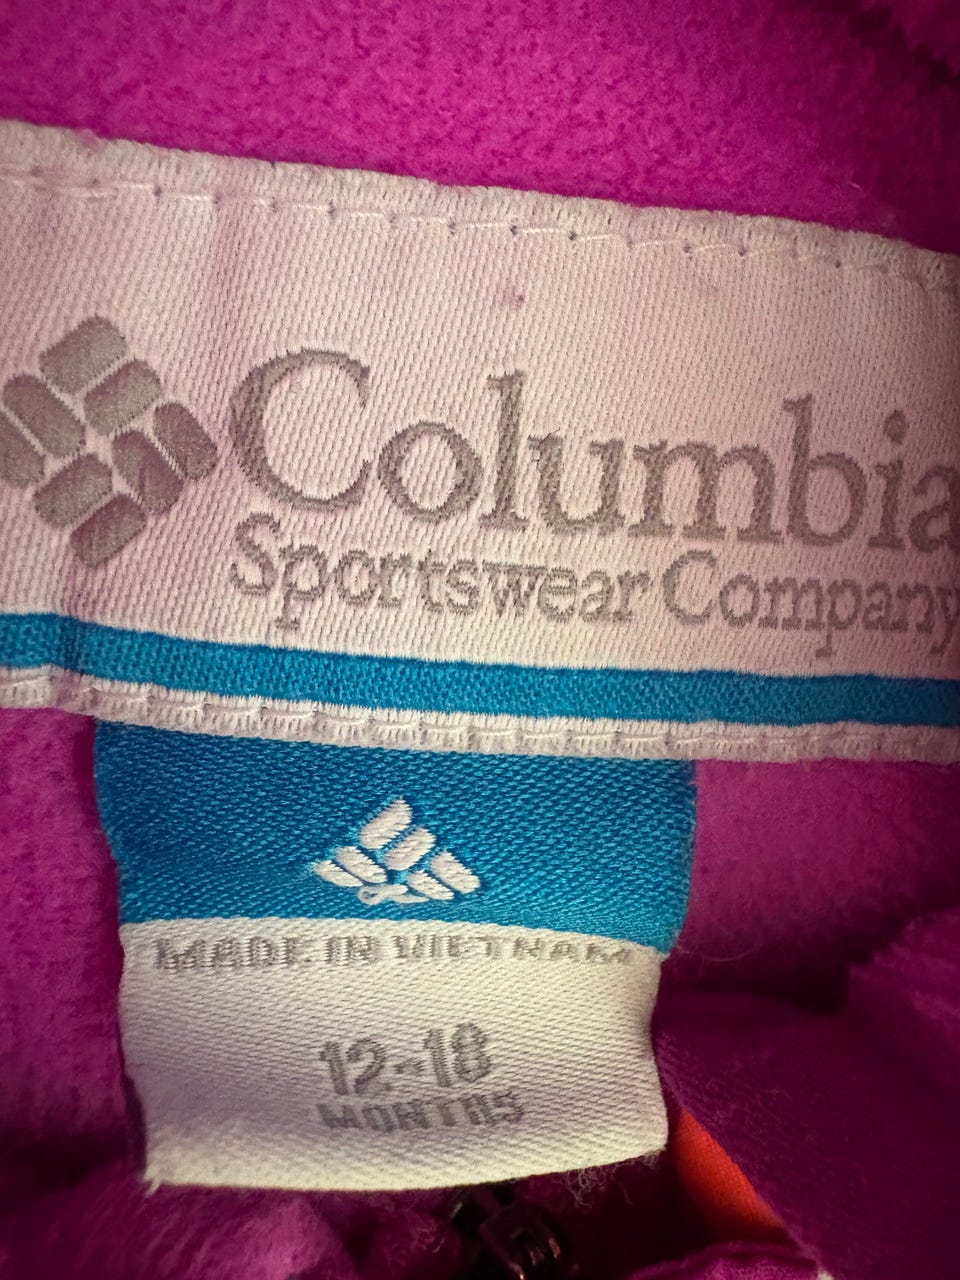 Columbia
Sportswear Company
MADE IN VIETNAM
12-18
MONTHS